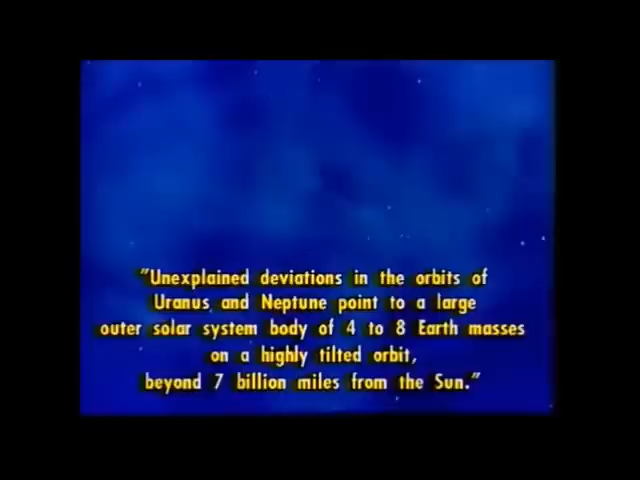 "Unexplained deviations in the orbits of
Uranus and Neptune point to a large
outer solar system body of 4 to 8 Earth masses
on a highly tilted orbit,
beyond 7 billion miles from the Sun."